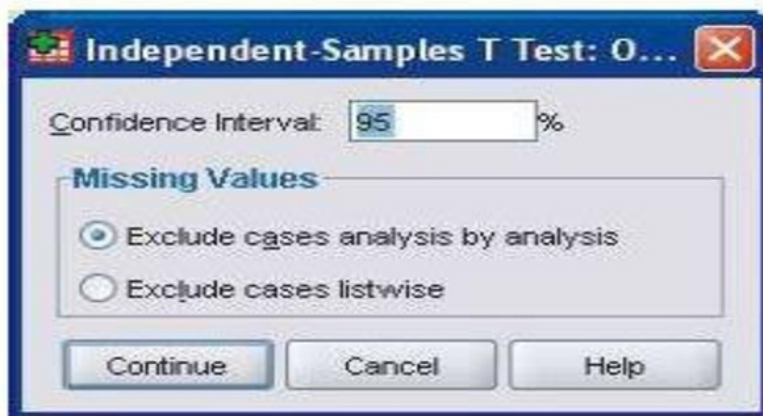 Independent-Samples T Test: O...
Confidence Interval: 95 %
Missing Values
Exclude cases analysis by analysis
Exclude cases listwise
Continue Cancel Help